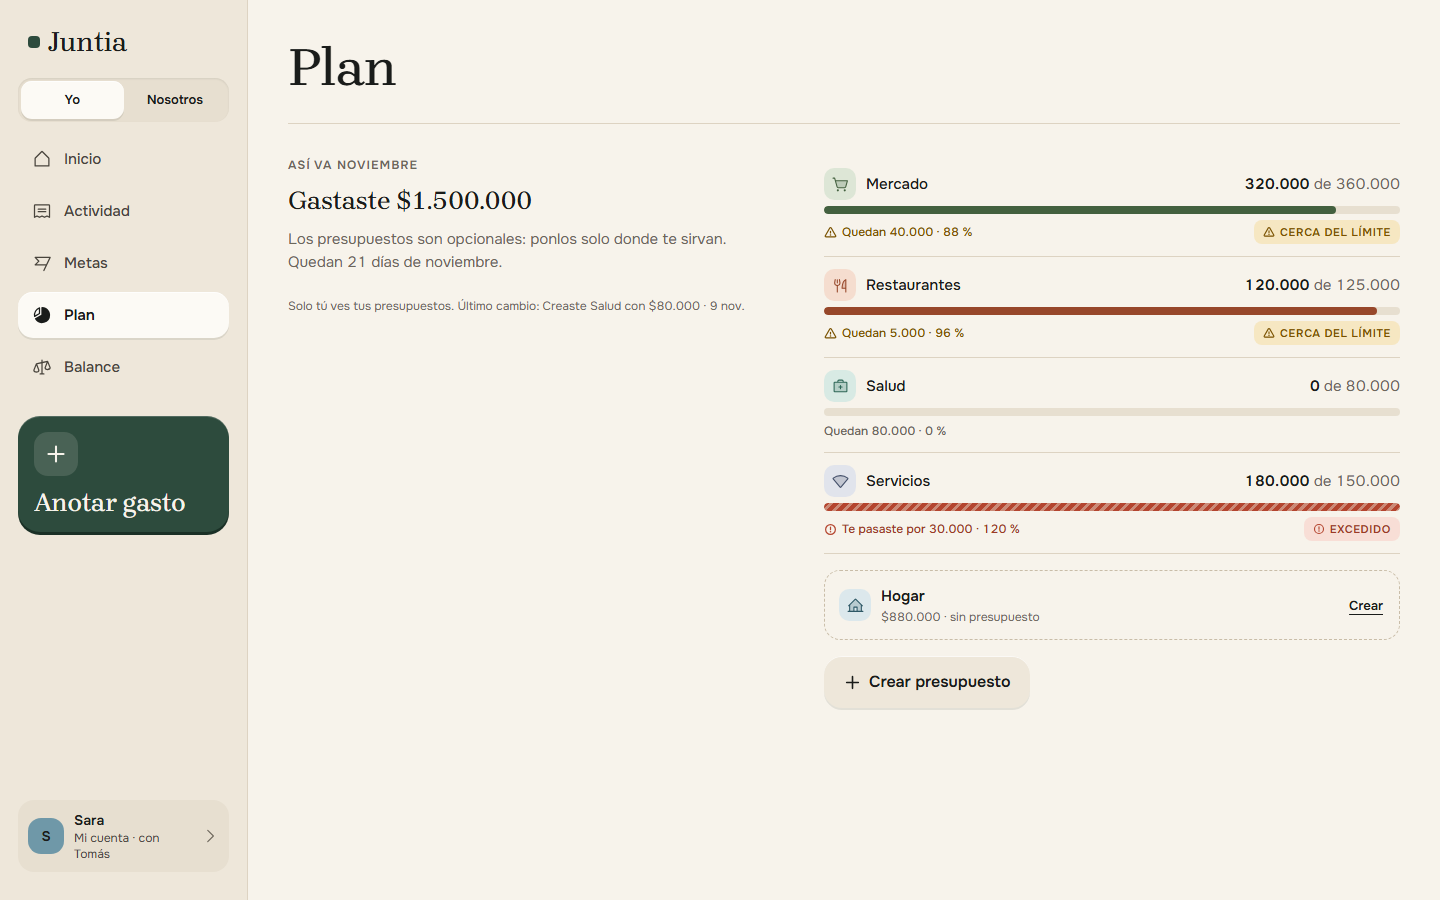 Juntia
Yo
Nosotros
Inicio
Actividad
Metas
Plan
Balance
Anotar gasto
S
Sara
Mi cuenta · con
Tomás
Plan
ASÍ VA NOVIEMBRE
Gastaste $1.500.000
Los presupuestos son opcionales: ponlos solo donde te sirvan.
Quedan 21 días de noviembre.
Solo tú ves tus presupuestos. Último cambio: Creaste Salud con $80.000 · 9 nov.
Mercado
320.000 de 360.000
Quedan 40.000 · 88 %
CERCA DEL LÍMITE
Restaurantes
120.000 de 125.000
Quedan 5.000 · 96 %
CERCA DEL LÍMITE
Salud
0 de 80.000
Quedan 80.000 · 0 %
Servicios
180.000 de 150.000
Te pasaste por 30.000 · 120 %
EXCEDIDO
Hogar
$880.000 · sin presupuesto
Crear
Crear presupuesto